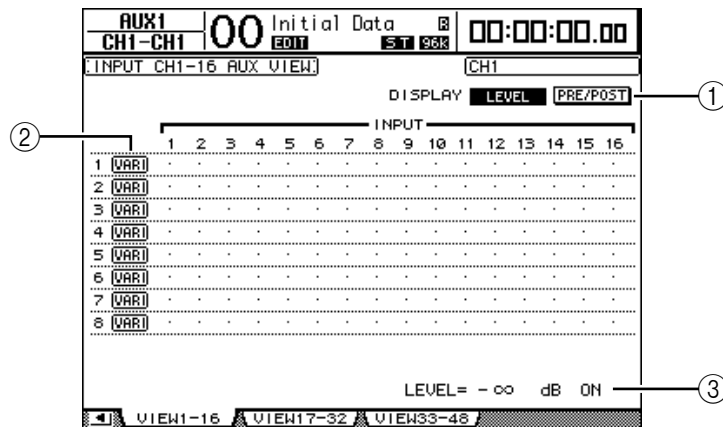 AUX1
CH1-CH1
00 Initial Data R
EDIT ST 96k
00:00:00.00
INPUT CH1-16 AUX VIEW
CH1
DISPLAY LEVEL PRE/POST
1
2
INPUT
1 2 3 4 5 6 7 8 9 10 11 12 13 14 15 16
1 VARI
2 VARI
3 VARI
4 VARI
5 VARI
6 VARI
7 VARI
8 VARI
LEVEL= -∞ dB ON
3
VIEW1-16 VIEW17-32 VIEW33-48